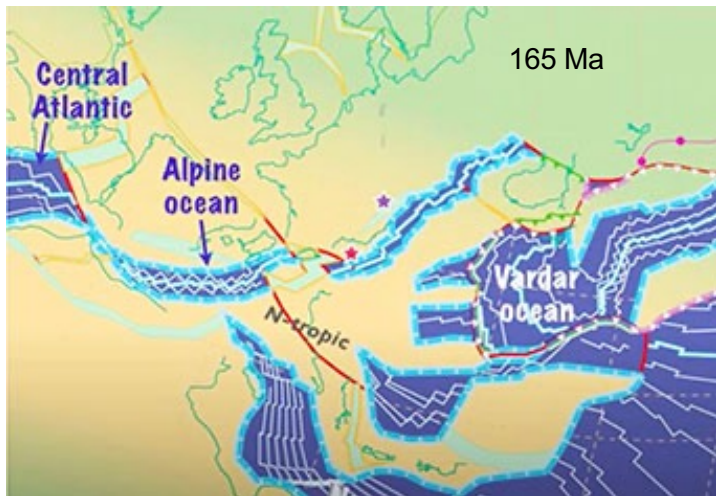 165 Ma
Central
Atlantic
Alpine
ocean
Vardar
ocean
N-tropic